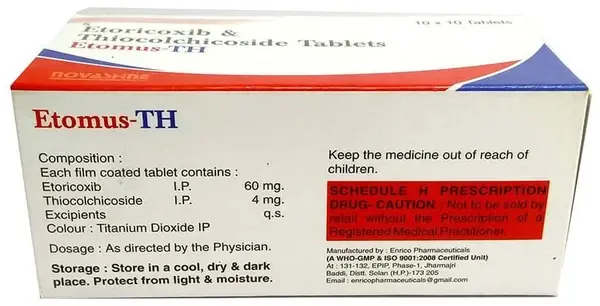 Etoricoxib & 10 x 10 Tablets
Thiocolchicoside Tablets
Etomus-TH
Etomus-TH
Composition :
Each film coated tablet contains :
Etoricoxib I.P. 60 mg.
Thiocolchicoside I.P. 4 mg.
Excipients q.s.
Colour : Titanium Dioxide IP
Dosage : As directed by the Physician.
Storage : Store in a cool, dry & dark
place. Protect from light & moisture.
Keep the medicine out of reach of
children.
SCHEDULE H PRESCRIPTION
DRUG- CAUTION : Not to be sold by
retail without the Prescription of a
Registered Medical Practitioner.
Manufactured by : Enrico Pharmaceuticals
(A WHO-GMP & ISO 9001:2008 Certified Unit)
At : 131-132, EPIP, Phase-1, Jharmajri
Baddi, Distt. Solan (H.P.)-173 205
Email : enricopharmaceuticals@gmail.com